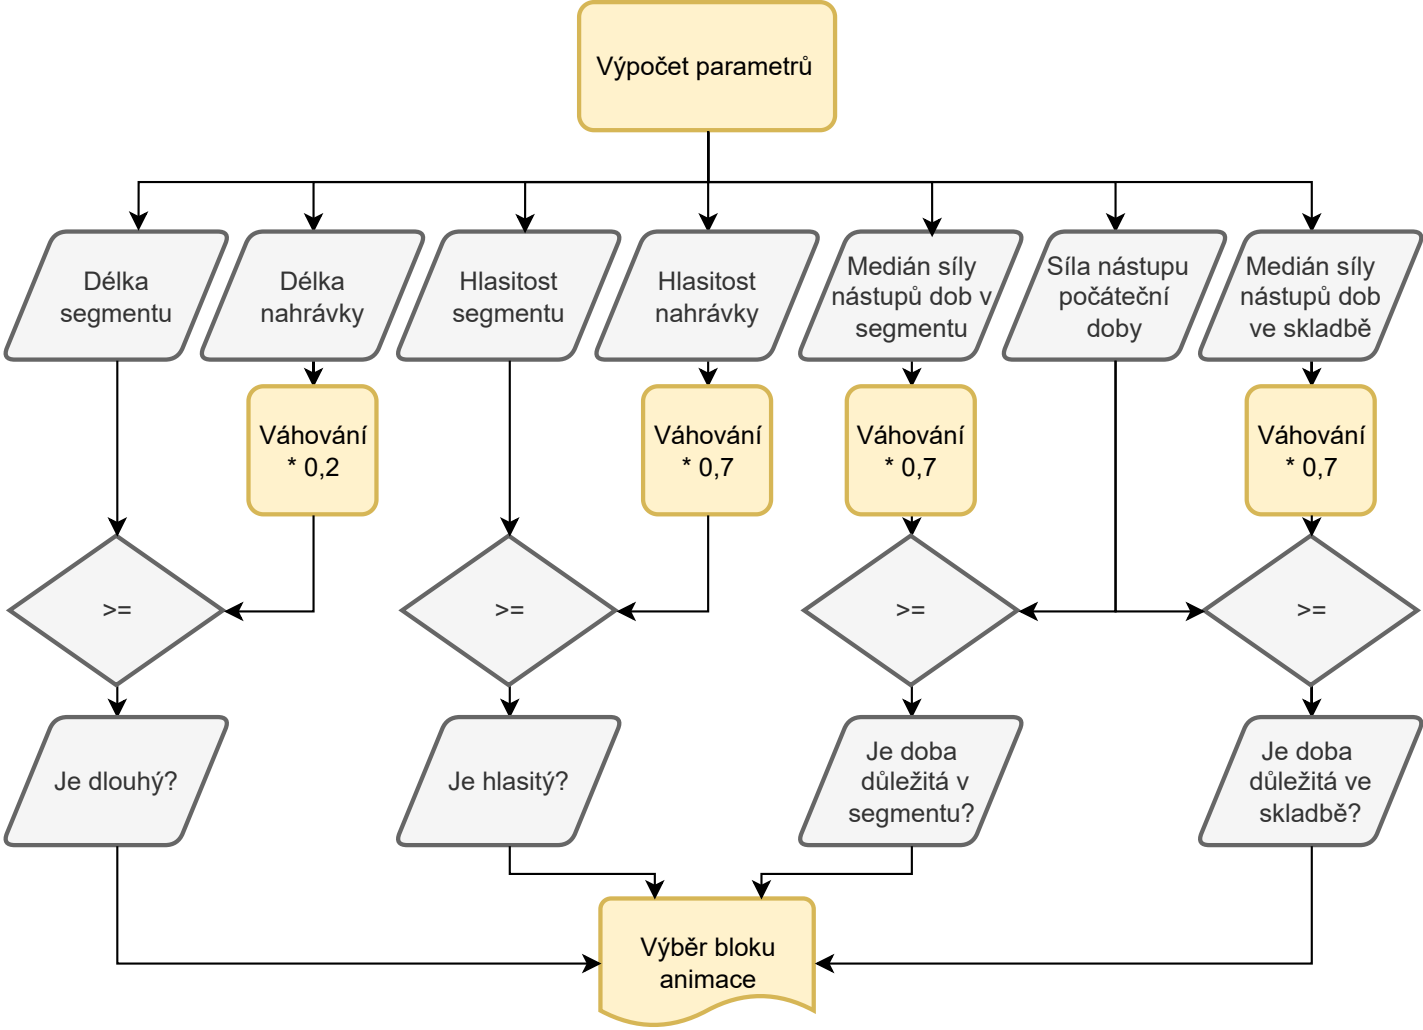 Výpočet parametrů
Délka
segmentu
Délka
nahrávky
Hlasitost
segmentu
Hlasitost
nahrávky
Medián síly
nástupů dob v
segmentu
Síla nástupu
počáteční
doby
Medián síly
nástupů dob
ve skladbě
Váhování
* 0,2
Váhování
* 0,7
Váhování
* 0,7
Váhování
* 0,7
>=
>=
>=
>=
Je dlouhý?
Je hlasitý?
Je doba
důležitá v
segmentu?
Je doba
důležitá ve
skladbě?
Výběr bloku
animace